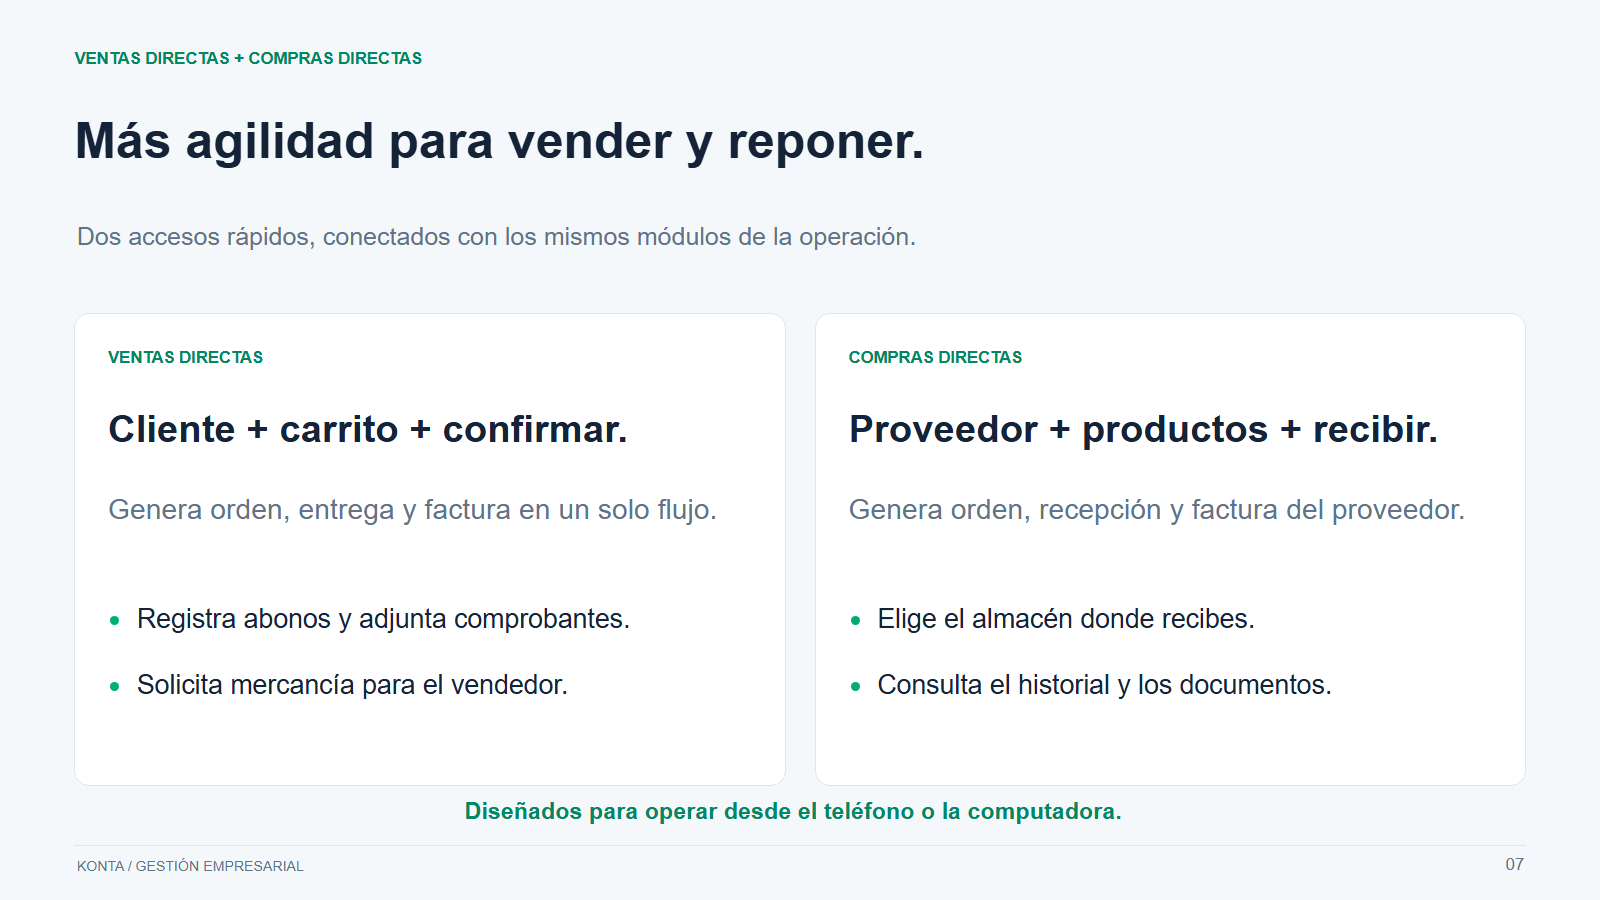 VENTAS DIRECTAS + COMPRAS DIRECTAS
Más agilidad para vender y reponer.
Dos accesos rápidos, conectados con los mismos módulos de la operación.
VENTAS DIRECTAS
Cliente + carrito + confirmar.
Genera orden, entrega y factura en un solo flujo.
• Registra abonos y adjunta comprobantes.
• Solicita mercancía para el vendedor.
COMPRAS DIRECTAS
Proveedor + productos + recibir.
Genera orden, recepción y factura del proveedor.
• Elige el almacén donde recibes.
• Consulta el historial y los documentos.
Diseñados para operar desde el teléfono o la computadora.
KONTA / GESTIÓN EMPRESARIAL
07